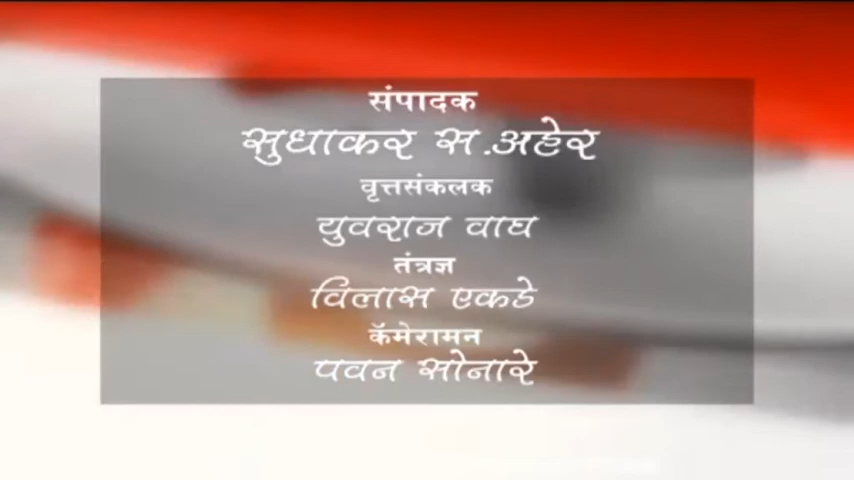 संपादक
सुधाकर स.अहेर
वृत्तसंकलक
युवराज वाघ
तंत्रज्ञ
विलास एकडे
कॅमेरामन
पवन सोनारे